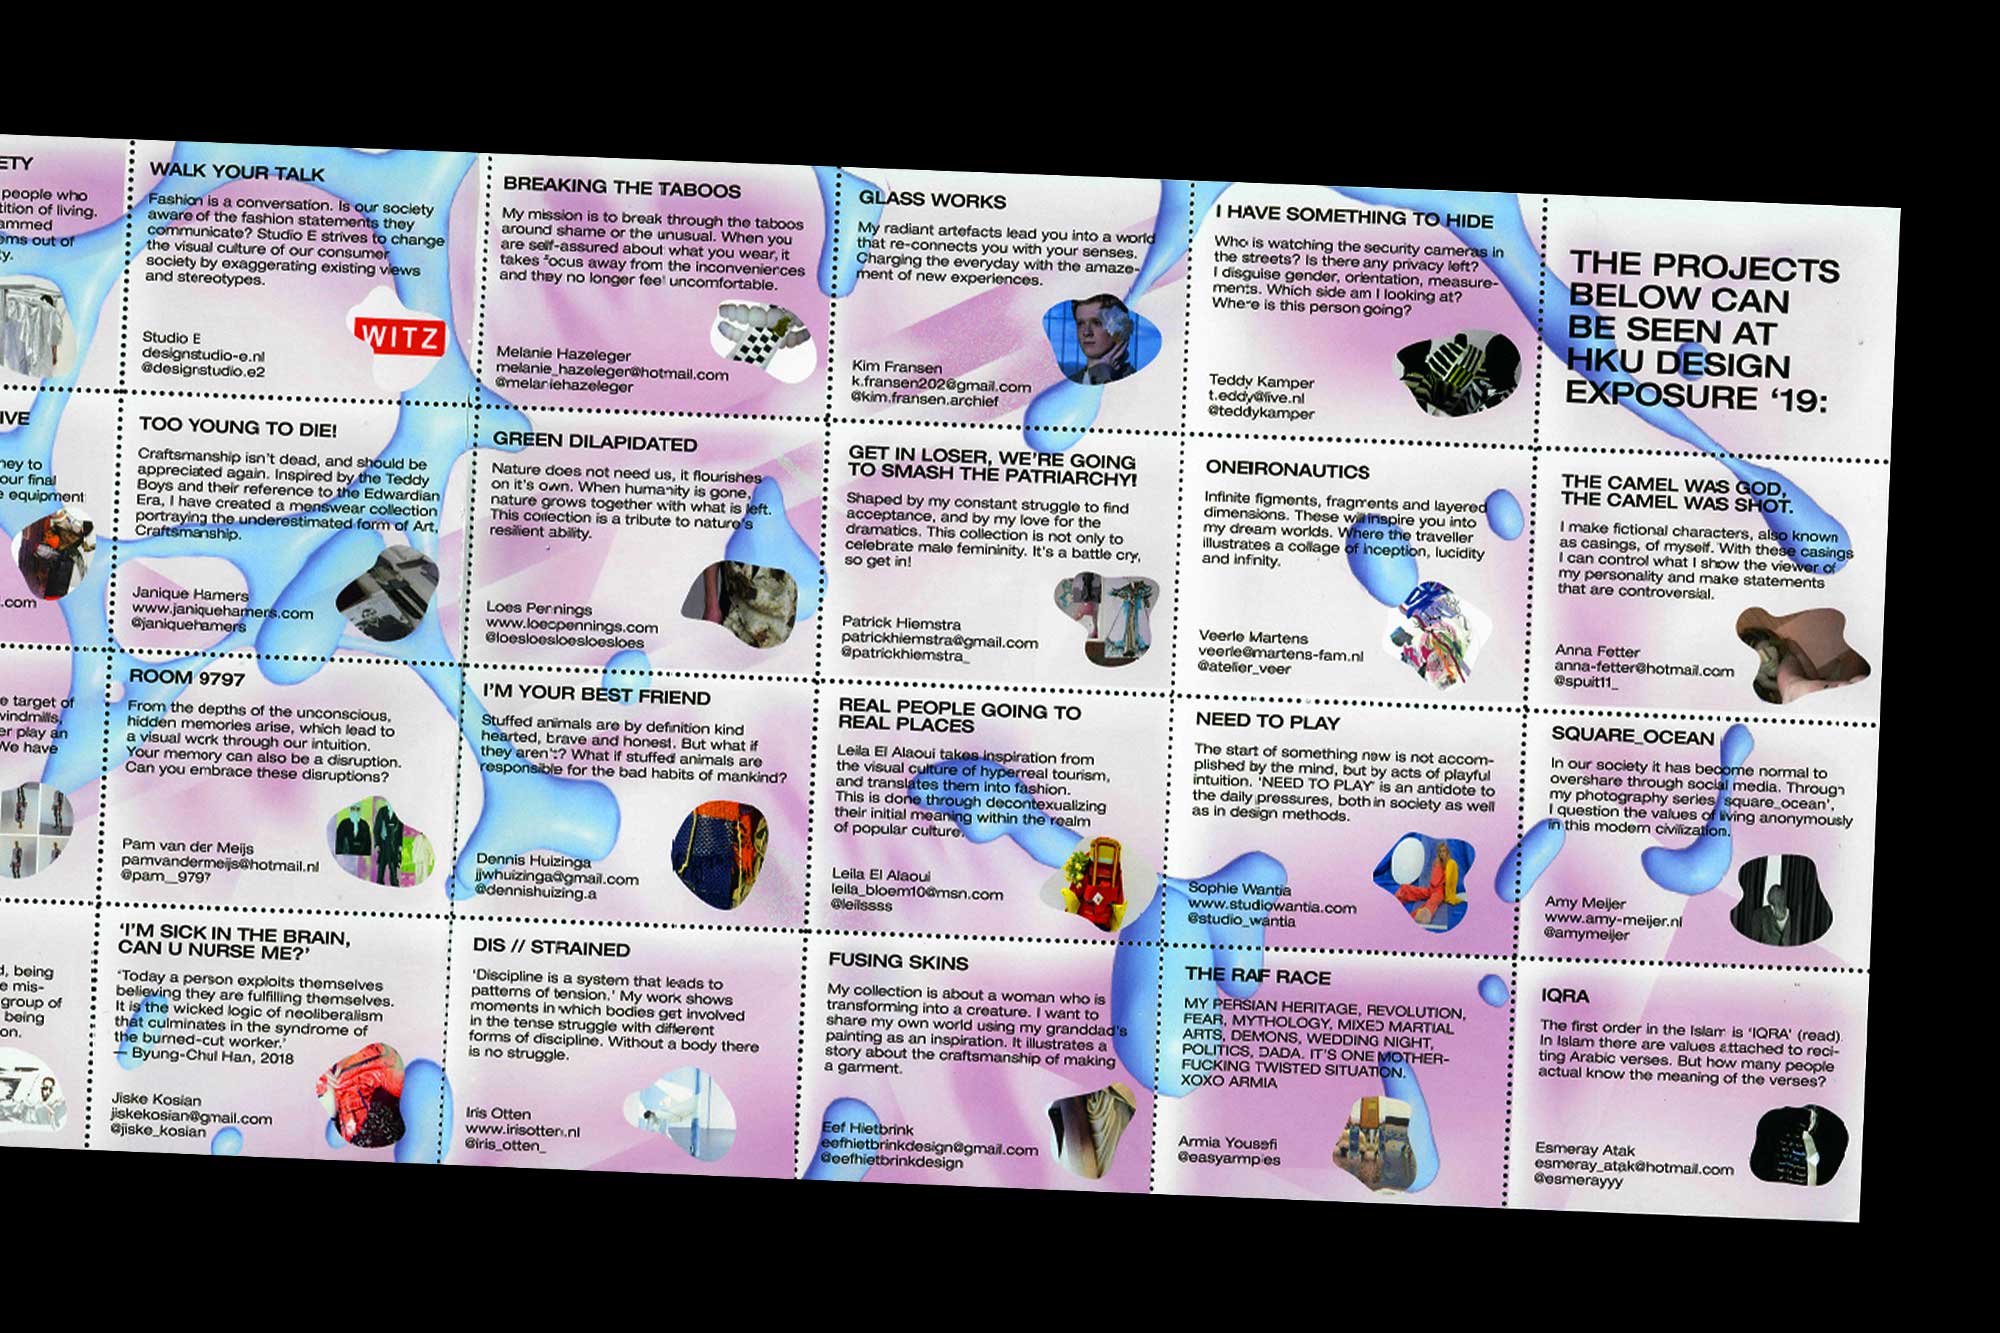 ETY
people who
tition of living.
ammed
ems out of
y.
WALK YOUR TALK
Fashion is a conversation. Is our society
aware of the fashion statements they
communicate? Studio E strives to change
the visual culture of our consumer
society by exaggerating existing views
and stereotypes.
Studio E
designstudio-e.nl
@designstudio.e2
WITZ
BREAKING THE TABOOS
My mission is to break through the taboos
around shame or the unusual. When you
are self-assured about what you wear, it
takes focus away from the inconveniences
and they no longer feel uncomfortable.
Melanie Hazeleger
melanie_hazeleger@hotmail.com
@melaniehazeleger
GLASS WORKS
My radiant artefacts lead you into a world
that re-connects you with your senses.
Charging the everyday with the amaze-
ment of new experiences.
Kim Fransen
k.fransen202@gmail.com
@kim.fransen.archief
I HAVE SOMETHING TO HIDE
Who is watching the security cameras in
the streets? Is there any privacy left?
I disguise gender, orientation, measure-
ments. Which side am I looking at?
Where is this person going?
Teddy Kamper
t.eddy@live.nl
@teddykamper
THE PROJECTS
BELOW CAN
BE SEEN AT
HKU DESIGN
EXPOSURE ‘19:
IVE
ney to
our final
e equipment
.com
TOO YOUNG TO DIE!
Craftsmanship isn’t dead, and should be
appreciated again. Inspired by the Teddy
Boys and their reference to the Edwardian
Era, I have created a menswear collection
portraying the underestimated form of Art,
Craftsmanship.
Janique Hamers
www.janiquehamers.com
@janiquehamers
GREEN DILAPIDATED
Nature does not need us, it flourishes
on it’s own. When humanity is gone,
nature grows together with what is left.
This collection is a tribute to nature’s
resilient ability.
Loes Pennings
www.loespennings.com
@loesloesloesloesloes
GET IN LOSER, WE’RE GOING
TO SMASH THE PATRIARCHY!
Shaped by my constant struggle to find
acceptance, and by my love for the
dramatics. This collection is not only to
celebrate male femininity. It’s a battle cry,
so get in!
Patrick Hiemstra
patrickhiemstra@gmail.com
@patrickhiemstra_
ONEIRONAUTICS
Infinite figments, fragments and layered
dimensions. These will inspire you into
my dream worlds. Where the traveller
illustrates a collage of inception, lucidity
and infinity.
Veerle Martens
veerle@martens-fam.nl
@atelier_veer
THE CAMEL WAS GOD,
THE CAMEL WAS SHOT.
I make fictional characters, also known
as casings, of myself. With these casings
I can control what I show the viewer of
my personality and make statements
that are controversial.
Anna Fetter
anna-fetter@hotmail.com
@spuit11_
e target of
windmills,
er play an
We have
ROOM 9797
From the depths of the unconscious,
hidden memories arise, which lead to
a visual work through our intuition.
Your memory can also be a disruption.
Can you embrace these disruptions?
Pam van der Meijs
pamvandermeijs@hotmail.nl
@pam__9797
I’M YOUR BEST FRIEND
Stuffed animals are by definition kind
hearted, brave and honest. But what if
they aren’t? What if stuffed animals are
responsible for the bad habits of mankind?
Dennis Huizinga
jjwhuizinga@gmail.com
@dennishuizing.a
REAL PEOPLE GOING TO
REAL PLACES
Leila El Alaoui takes inspiration from
the visual culture of hyperreal tourism,
and translates them into fashion.
This is done through decontexualizing
their initial meaning within the realm
of popular culture.
Leila El Alaoui
leila_bloem10@msn.com
@leilssss
NEED TO PLAY
The start of something new is not accom-
plished by the mind, but by acts of playful
intuition. ‘NEED TO PLAY’ is an antidote to
the daily pressures, both in society as well
as in design methods.
Sophie Wantia
www.studiowantia.com
@studio_wantia
SQUARE_OCEAN
In our society it has become normal to
overshare through social media. Through
my photography series ‘square_ocean’,
I question the values of living anonymously
in this modern civilization.
Amy Meijer
www.amy-meijer.nl
@amymeijer
d, being
e mis-
group of
being
on.
‘I’M SICK IN THE BRAIN,
CAN U NURSE ME?’
‘Today a person exploits themselves
believing they are fulfilling themselves.
It is the wicked logic of neoliberalism
that culminates in the syndrome of
the burned-out worker.’
— Byung-Chul Han, 2018
Jiske Kosian
jiskekosian@gmail.com
@jiske_kosian
DIS // STRAINED
‘Discipline is a system that leads to
patterns of tension.’ My work shows
moments in which bodies get involved
in the tense struggle with different
forms of discipline. Without a body there
is no struggle.
Iris Otten
www.irisotten.nl
@iris_otten_
FUSING SKINS
My collection is about a woman who is
transforming into a creature. I want to
share my own world using my granddad’s
painting as an inspiration. It illustrates a
story about the craftsmanship of making
a garment.
Eef Hietbrink
eefhietbrinkdesign@gmail.com
@eefhietbrinkdesign
THE RAF RACE
MY PERSIAN HERITAGE, REVOLUTION,
FEAR, MYTHOLOGY, MIXED MARTIAL
ARTS, DEMONS, WEDDING NIGHT,
POLITICS, DADA. IT’S ONE MOTHER-
FUCKING TWISTED SITUATION.
XOXO ARMIA
Armia Yousefi
@easyarmpies
IQRA
The first order in the Islam is ‘IQRA’ (read).
In Islam there are values attached to reci-
ting Arabic verses. But how many people
actual know the meaning of the verses?
Esmeray Atak
esmeray_atak@hotmail.com
@esmerayyy